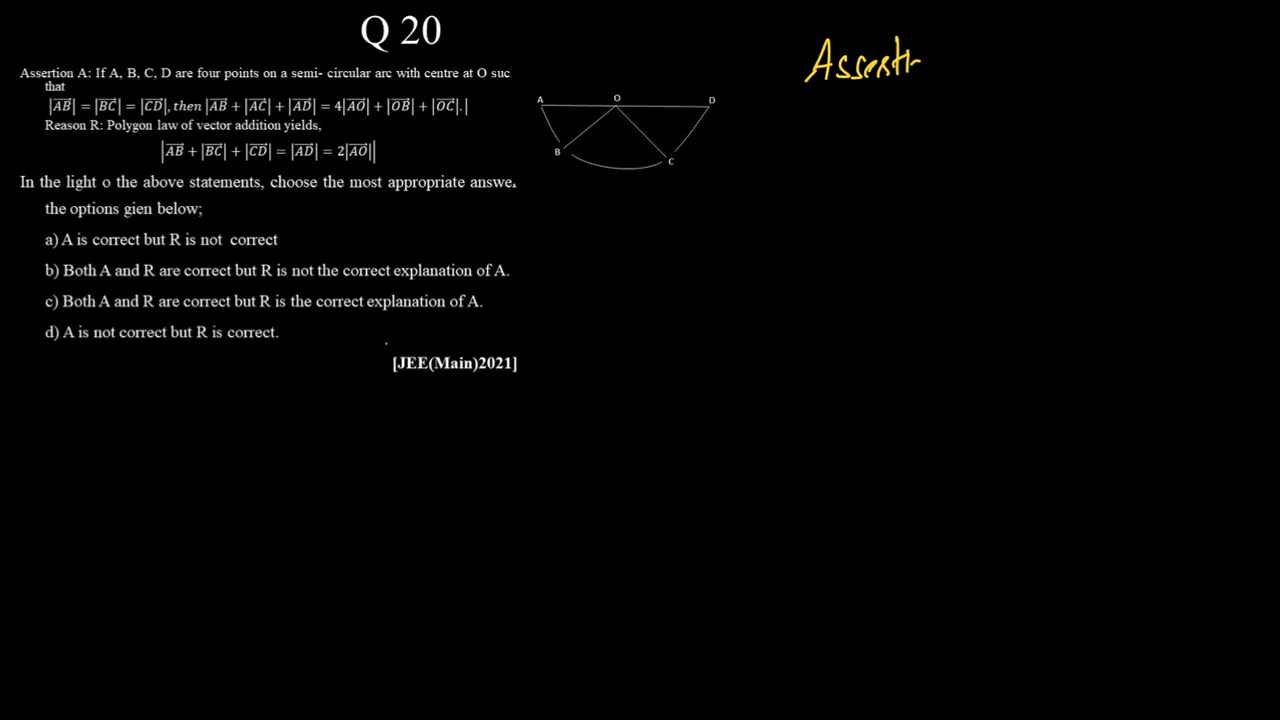 Q 20
Assertion A: If A, B, C, D are four points on a semi- circular arc with centre at O suc
that
|AB⃗| = |BC⃗| = |CD⃗|, then |AB⃗ + |AC⃗| + |AD⃗| = 4|AO⃗| + |OB⃗| + |OC⃗|.|
Reason R: Polygon law of vector addition yields,
|AB⃗ + |BC⃗| + |CD⃗| = |AD⃗| = 2|AO⃗||
In the light o the above statements, choose the most appropriate answe
the options gien below;
a) A is correct but R is not correct
b) Both A and R are correct but R is not the correct explanation of A.
c) Both A and R are correct but R is the correct explanation of A.
d) A is not correct but R is correct.
[JEE(Main)2021]
A
O
D
B
C
Asserti